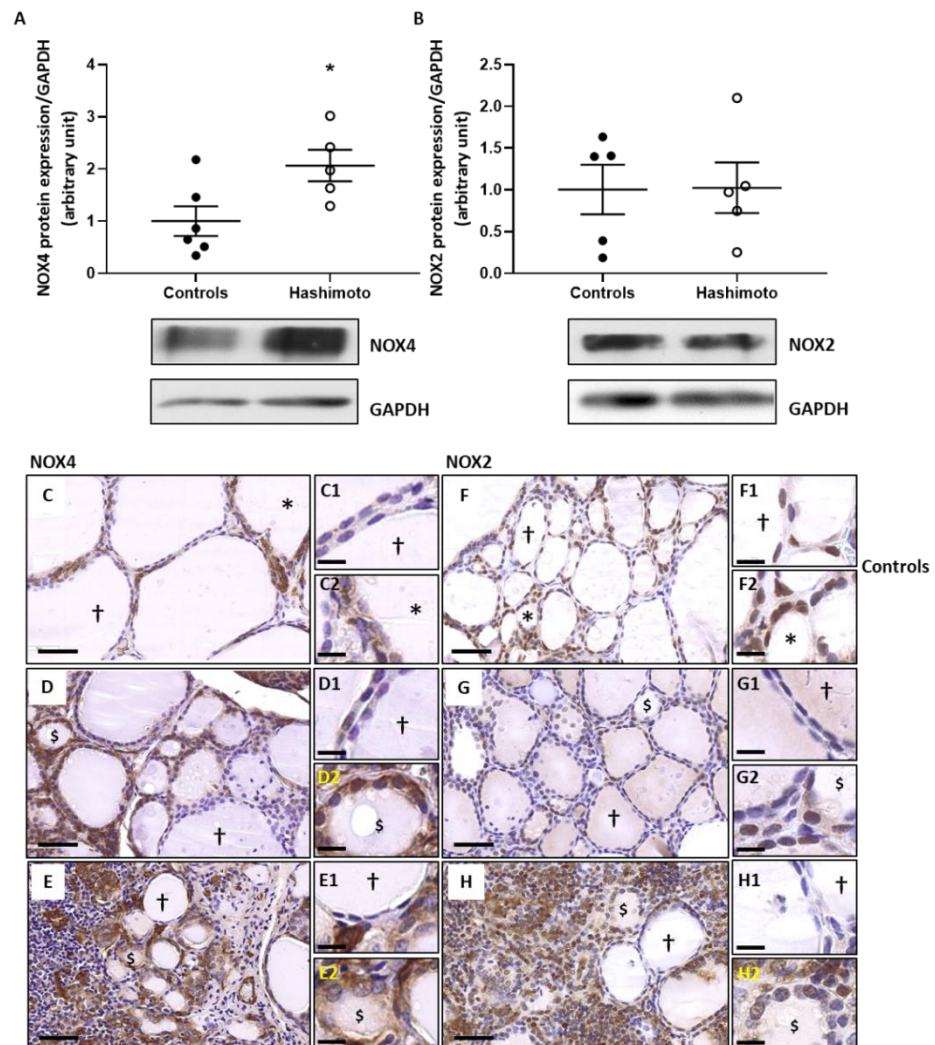 A
B
NOX4 protein expression/GAPDH
(arbitrary unit)
4
3
2
1
0
*
Controls
Hashimoto
NOX2 protein expression/GAPDH
(arbitrary unit)
2.5
2.0
1.5
1.0
0.5
0.0
Controls
Hashimoto
NOX4
GAPDH
NOX2
GAPDH
NOX4
NOX2
C
*
†
C1
†
C2
*
F
†
*
F1
†
F2
*
Controls
D
$
†
D1
†
D2
$
G
$
†
G1
†
G2
$
E
†
$
E1
†
E2
$
H
$
†
H1
†
H2
$